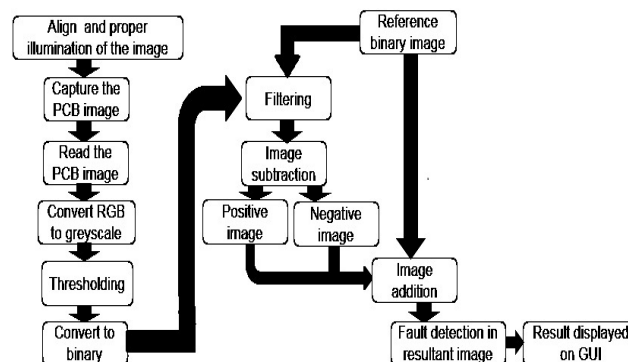 Align and proper
illumination of the image
Capture the
PCB image
Read the
PCB image
Convert RGB
to greyscale
Thresholding
Convert to
binary
Reference
binary image
Filtering
Image
subtraction
Positive
image
Negative
image
Image
addition
Fault detection in
resultant image
Result displayed
on GUI